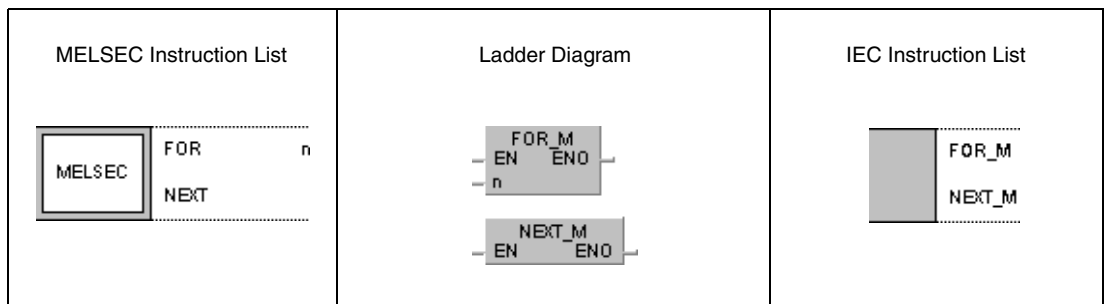 MELSEC Instruction List
MELSEC
FOR n
NEXT
Ladder Diagram
FOR_M
EN ENO
n
NEXT_M
EN ENO
IEC Instruction List
FOR_M
NEXT_M